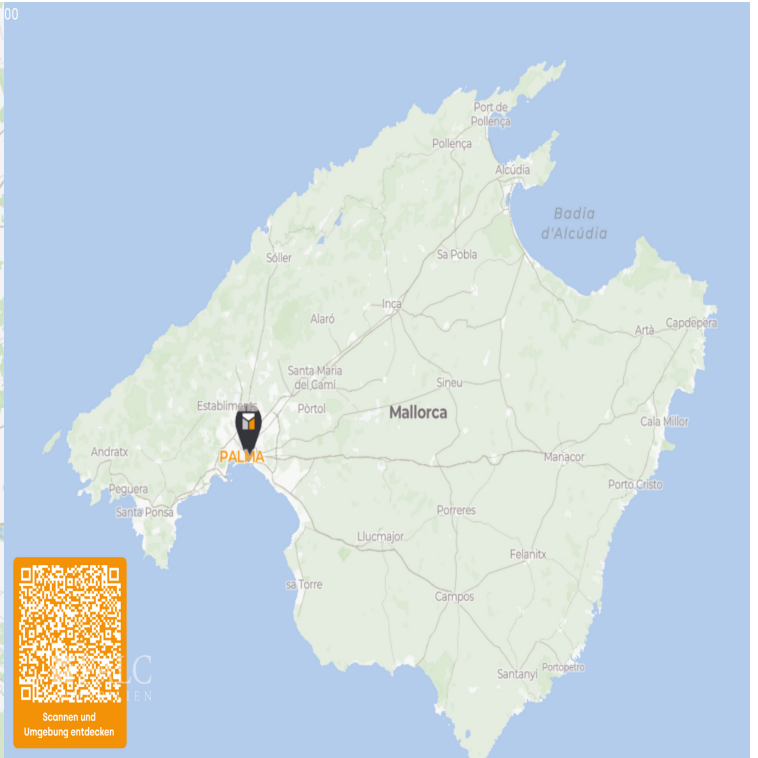 00
Port de
Pollença
Pollença
Alcúdia
Badia
d'Alcúdia
Sóller
Sa Pobla
Inca
Alaró
Artà
Capdepera
Santa Maria
del Camí
Sineu
Establiments
Pòrtol
Mallorca
Cala Millor
Andratx
PALMA
Manacor
Peguera
Porto Cristo
Santa Ponsa
Porreres
Llucmajor
Felanitx
sa Torre
Campos
Santanyí
Portopetro
Scannen und
Umgebung entdecken